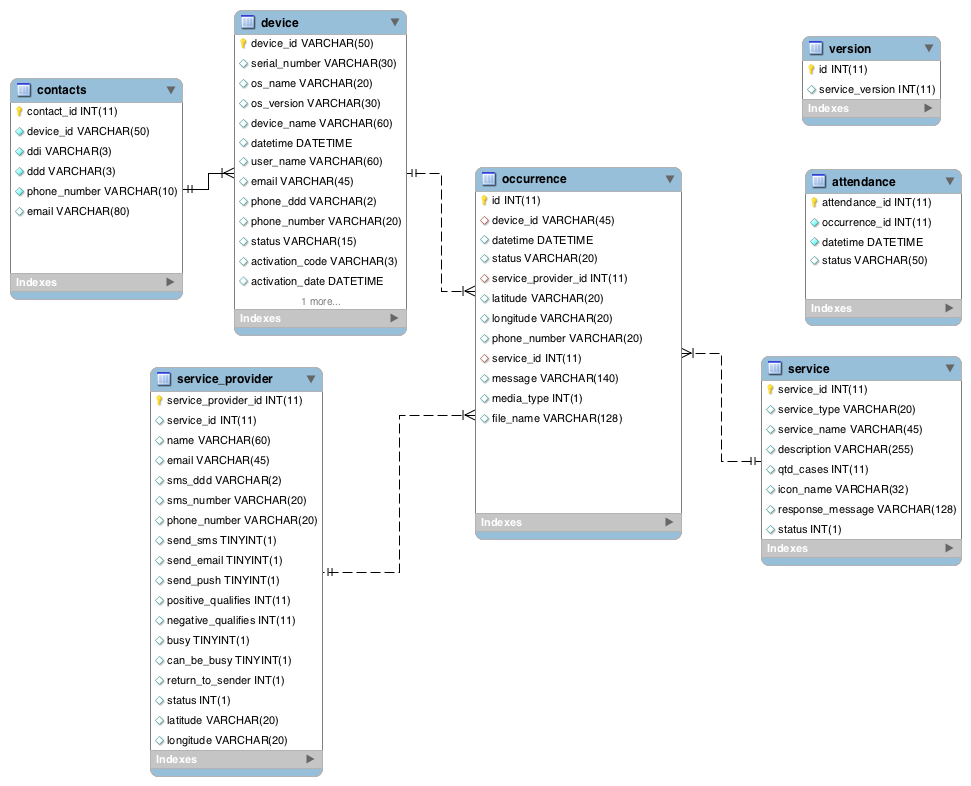 device
device_id VARCHAR(50)
serial_number VARCHAR(30)
os_name VARCHAR(20)
os_version VARCHAR(30)
device_name VARCHAR(60)
datetime DATETIME
user_name VARCHAR(60)
email VARCHAR(45)
phone_ddd VARCHAR(2)
phone_number VARCHAR(20)
status VARCHAR(15)
activation_code VARCHAR(3)
activation_date DATETIME
1 more...
Indexes
version
id INT(11)
service_version INT(11)
Indexes
contacts
contact_id INT(11)
device_id VARCHAR(50)
ddi VARCHAR(3)
ddd VARCHAR(3)
phone_number VARCHAR(10)
email VARCHAR(80)
Indexes
occurrence
id INT(11)
device_id VARCHAR(45)
datetime DATETIME
status VARCHAR(20)
service_provider_id INT(11)
latitude VARCHAR(20)
longitude VARCHAR(20)
phone_number VARCHAR(20)
service_id INT(11)
message VARCHAR(140)
media_type INT(1)
file_name VARCHAR(128)
Indexes
attendance
attendance_id INT(11)
occurrence_id INT(11)
datetime DATETIME
status VARCHAR(50)
Indexes
service_provider
service_provider_id INT(11)
service_id INT(11)
name VARCHAR(60)
email VARCHAR(45)
sms_ddd VARCHAR(2)
sms_number VARCHAR(20)
phone_number VARCHAR(20)
send_sms TINYINT(1)
send_email TINYINT(1)
send_push TINYINT(1)
positive_qualifies INT(11)
negative_qualifies INT(11)
busy TINYINT(1)
can_be_busy TINYINT(1)
return_to_sender INT(1)
status INT(1)
latitude VARCHAR(20)
longitude VARCHAR(20)
Indexes
service
service_id INT(11)
service_type VARCHAR(20)
service_name VARCHAR(45)
description VARCHAR(255)
qtd_cases INT(11)
icon_name VARCHAR(32)
response_message VARCHAR(128)
status INT(1)
Indexes